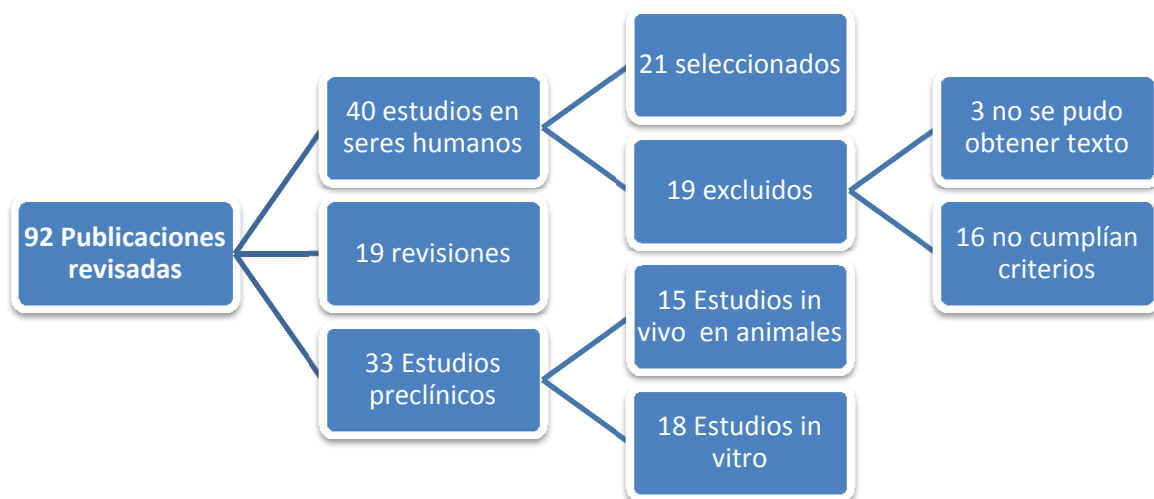 92 Publicaciones
revisadas
40 estudios en
seres humanos
19 revisiones
33 Estudios
preclínicos
21 seleccionados
19 excluidos
15 Estudios in
vivo en animales
18 Estudios in
vitro
3 no se pudo
obtener texto
16 no cumplían
criterios